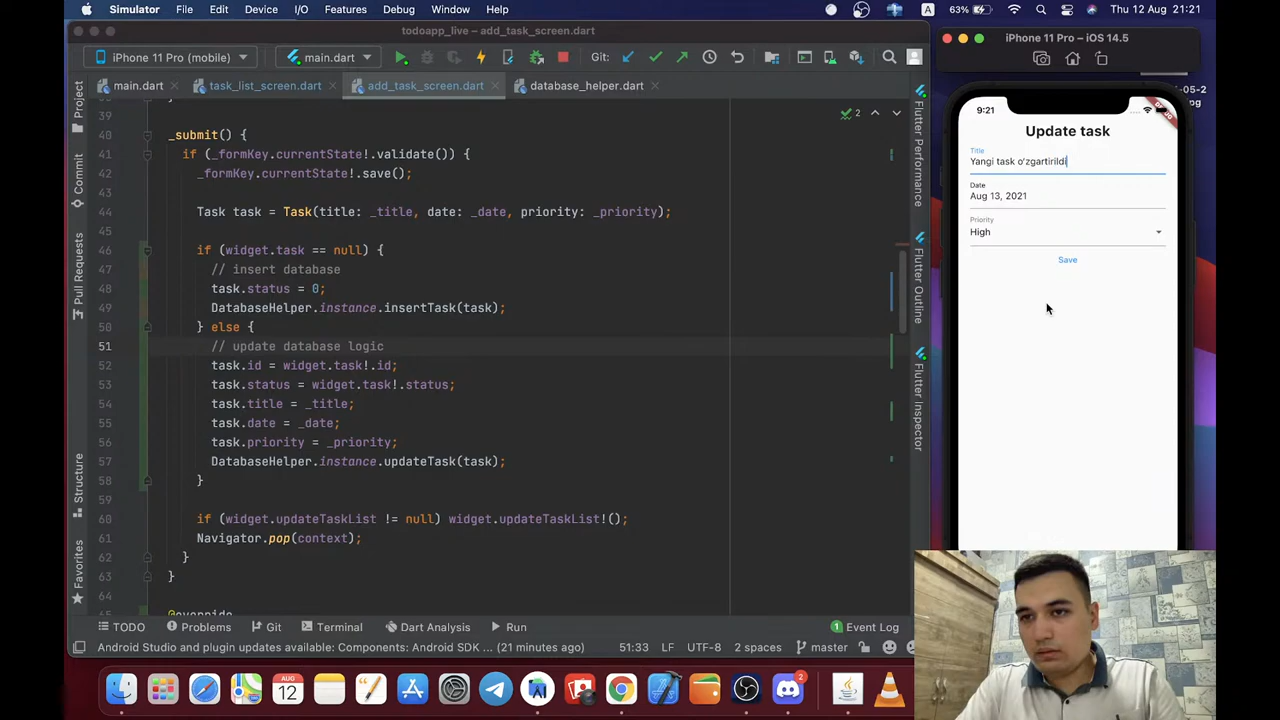 Simulator File Edit Device I/O Features Debug Window Help
63% Thu 12 Aug 21:21
todoapp_live – add_task_screen.dart
iPhone 11 Pro (mobile) main.dart Git:
main.dart task_list_screen.dart add_task_screen.dart database_helper.dart
2
39
40 _submit() {
41 if (_formKey.currentState!.validate()) {
42 _formKey.currentState!.save();
43
44 Task task = Task(title: _title, date: _date, priority: _priority);
45
46 if (widget.task == null) {
47 // insert database
48 task.status = 0;
49 DatabaseHelper.instance.insertTask(task);
50 } else {
51 // update database logic
52 task.id = widget.task!.id;
53 task.status = widget.task!.status;
54 task.title = _title;
55 task.date = _date;
56 task.priority = _priority;
57 DatabaseHelper.instance.updateTask(task);
58 }
59
60 if (widget.updateTaskList != null) widget.updateTaskList!();
61 Navigator.pop(context);
62 }
63 }
@override
Project
Commit
Pull Requests
Structure
Favorites
Flutter Performance
Flutter Outline
Flutter Inspector
TODO Problems Git Terminal Dart Analysis Run 1 Event Log
Android Studio and plugin updates available: Components: Android SDK ... (21 minutes ago) 51:33 LF UTF-8 2 spaces master
iPhone 11 Pro – iOS 14.5
9:21
Update task
Title
Yangi task o‘zgartirildi
Date
Aug 13, 2021
Priority
High
Save
AUG
12
2